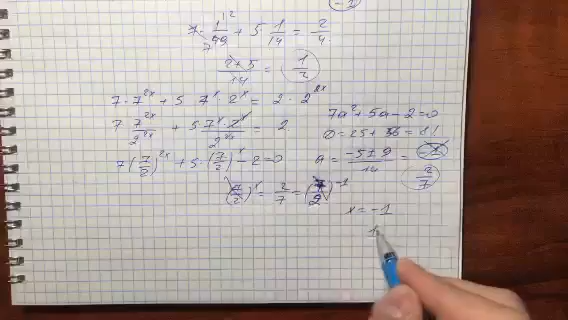 7 · 1/49 + 5 · 1/14 = 2/4
2 + 5/14 = 1/2
7 · 7^2x + 5 · 7^x · 2^x = 2 · 2^2x
7 7^2x/2^2x + 5 · 7^x · 2^x/2^2x = 2
7(7/2)^2x + 5 · (7/2)^x - 2 = 0
7a² + 5a - 2 = 0
D = 25 + 56 = 81
a = -5 ± 9/14 = -1
2/7
(7/2)^x = 2/7 = (7/2)^-1
x = -1